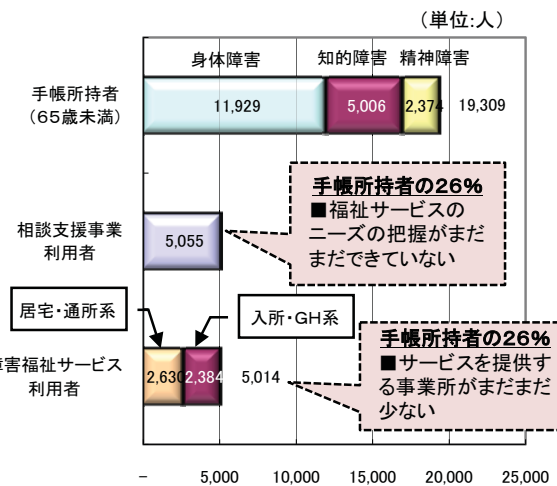 （単位:人）
身体障害 知的障害 精神障害
手帳所持者
（６５歳未満）
11,929 5,006 2,374 19,309
手帳所持者の２６％
■福祉サービスの
ニーズの把握がまだ
まだできていない
相談支援事業
利用者
5,055
居宅・通所系
入所・ＧＨ系
手帳所持者の２６％
■サービスを提供す
る事業所がまだまだ
少ない
障害福祉サービス
利用者
2,630 2,384 5,014
- 5,000 10,000 15,000 20,000 25,000